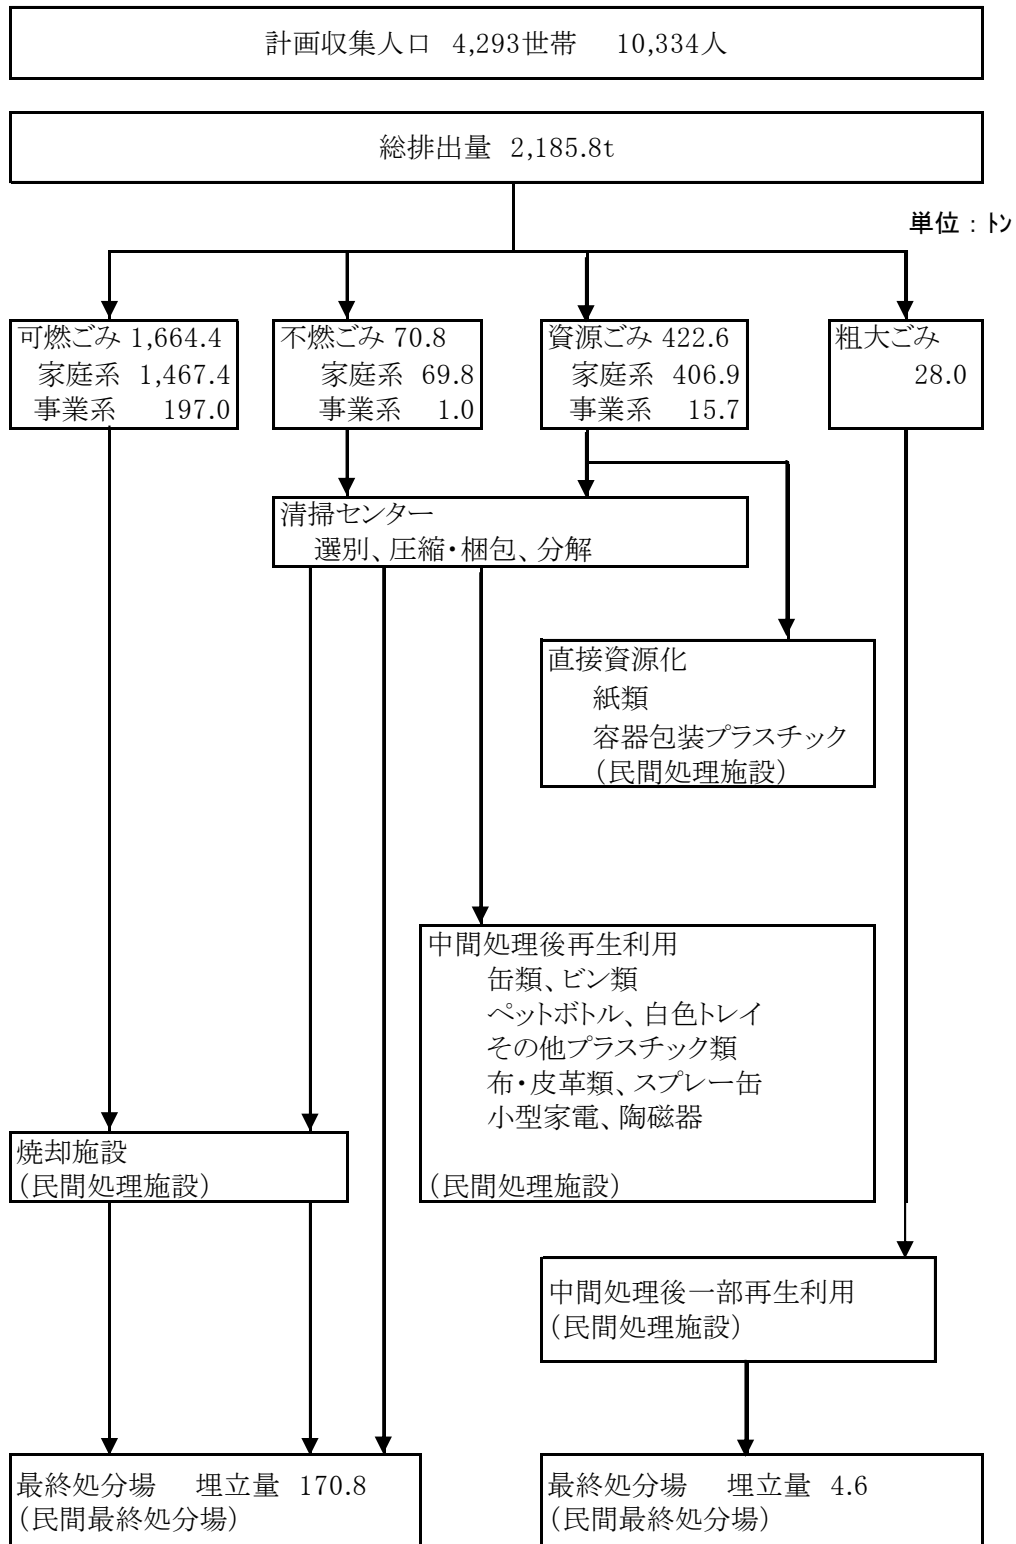 計画収集人口 4,293世帯 10,334人
総排出量 2,185.8t
単位：トン
可燃ごみ 1,664.4
家庭系 1,467.4
事業系 197.0
不燃ごみ 70.8
家庭系 69.8
事業系 1.0
資源ごみ 422.6
家庭系 406.9
事業系 15.7
粗大ごみ
28.0
清掃センター
選別、圧縮・梱包、分解
直接資源化
紙類
容器包装プラスチック
（民間処理施設）
中間処理後再生利用
缶類、ビン類
ペットボトル、白色トレイ
その他プラスチック類
布・皮革類、スプレー缶
小型家電、陶磁器
（民間処理施設）
焼却施設
（民間処理施設）
中間処理後一部再生利用
（民間処理施設）
最終処分場 埋立量 170.8
（民間最終処分場）
最終処分場 埋立量 4.6
（民間最終処分場）